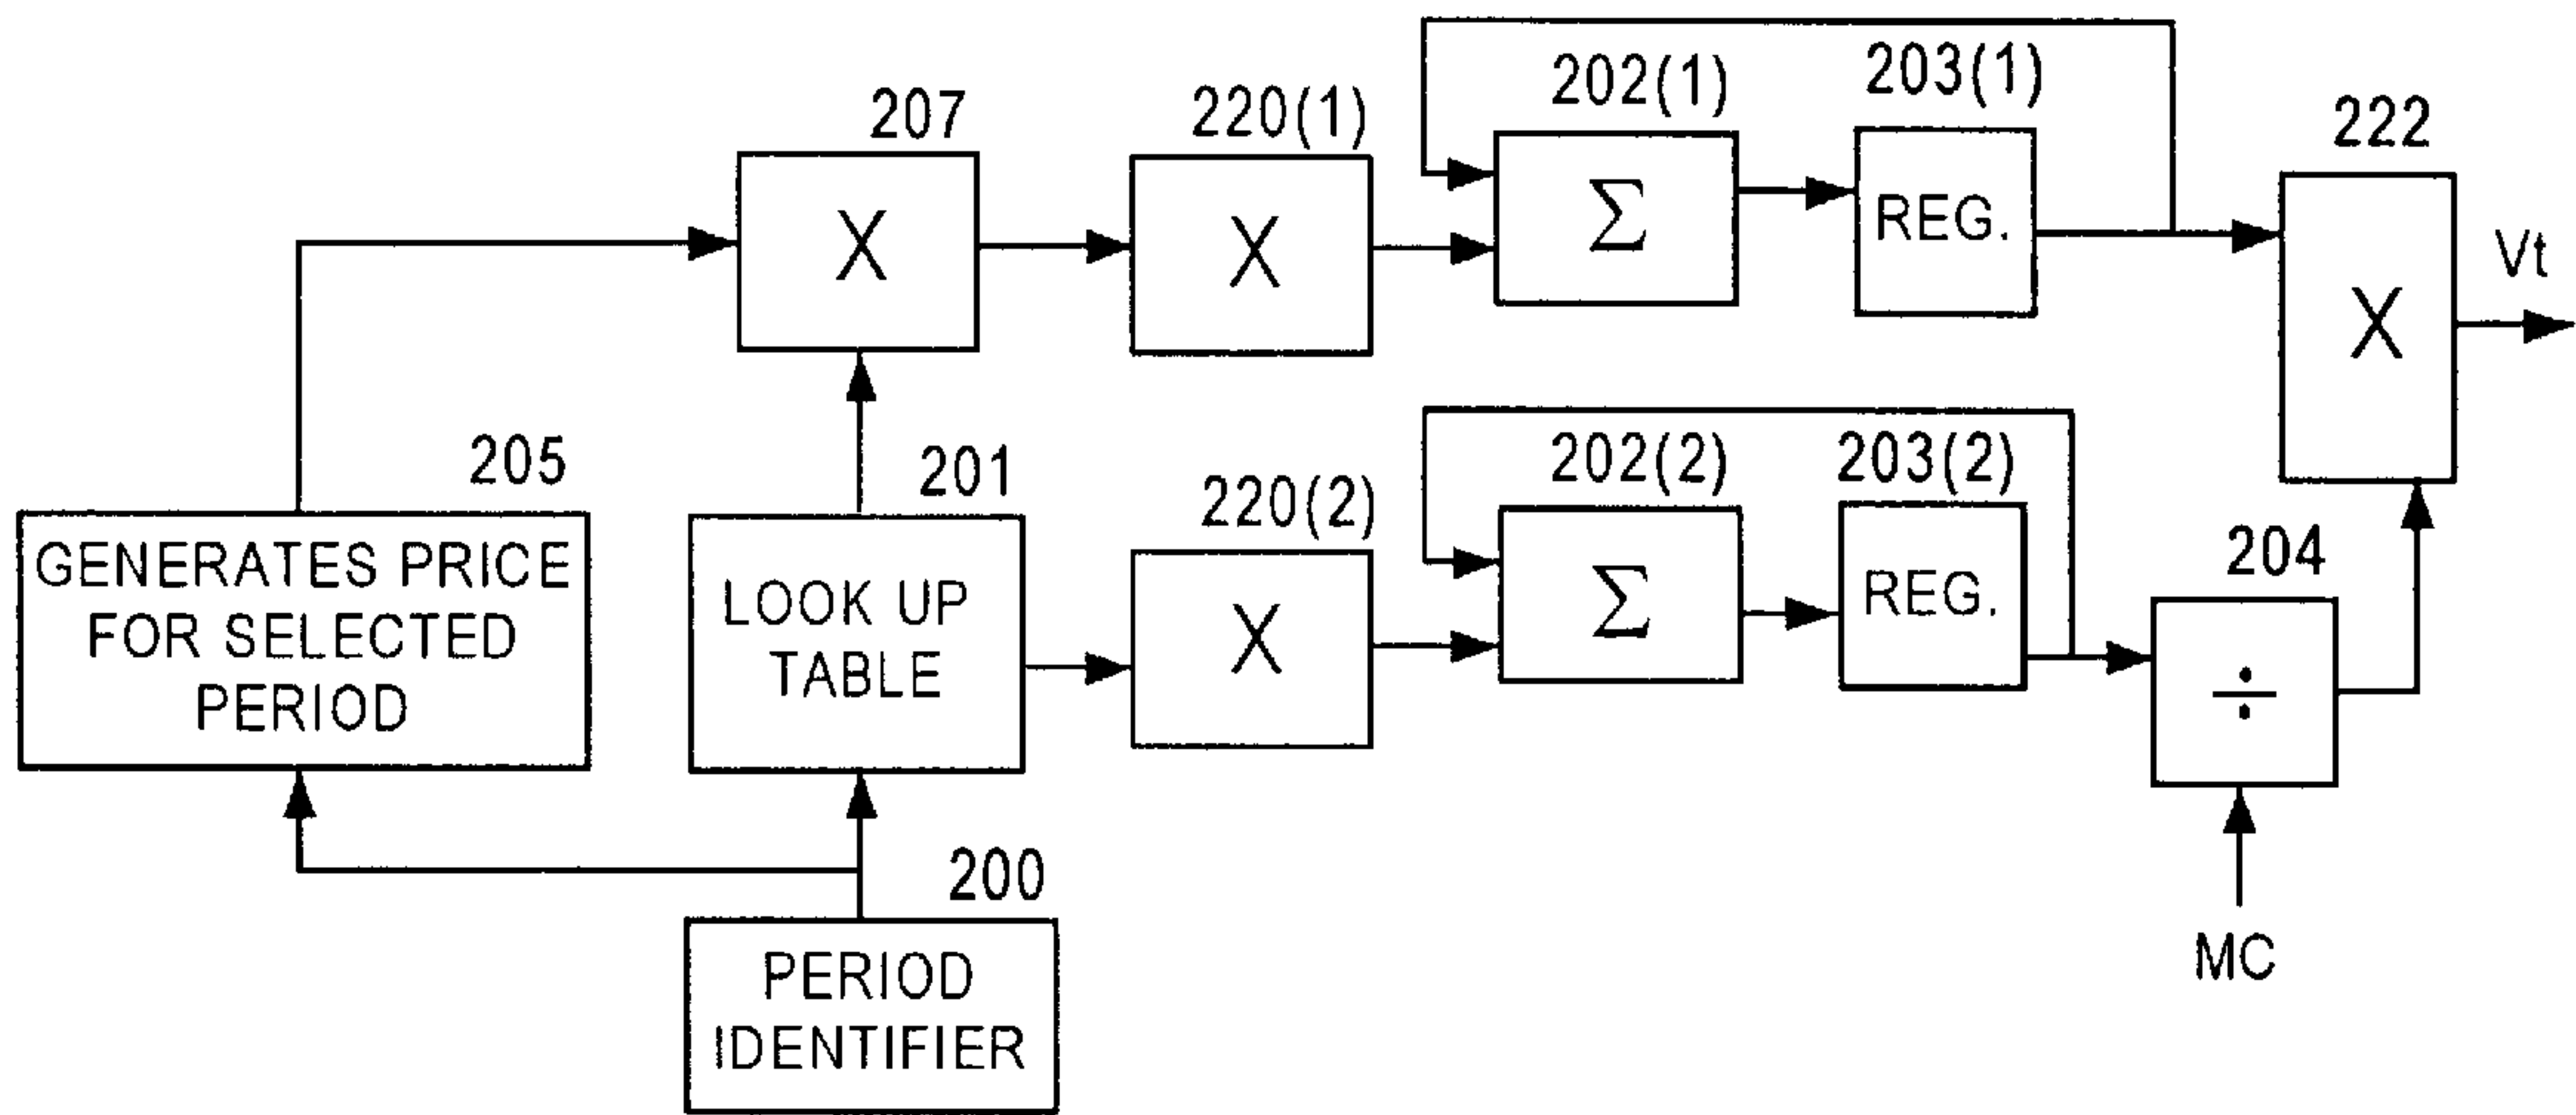 202(1)
203(1)
207
220(1)
222
X
X
Σ
REG.
Vt
X
205
201
220(2)
202(2)
203(2)
204
GENERATES PRICE
FOR SELECTED
PERIOD
LOOK UP
TABLE
X
Σ
REG.
÷
200
PERIOD
IDENTIFIER
MC